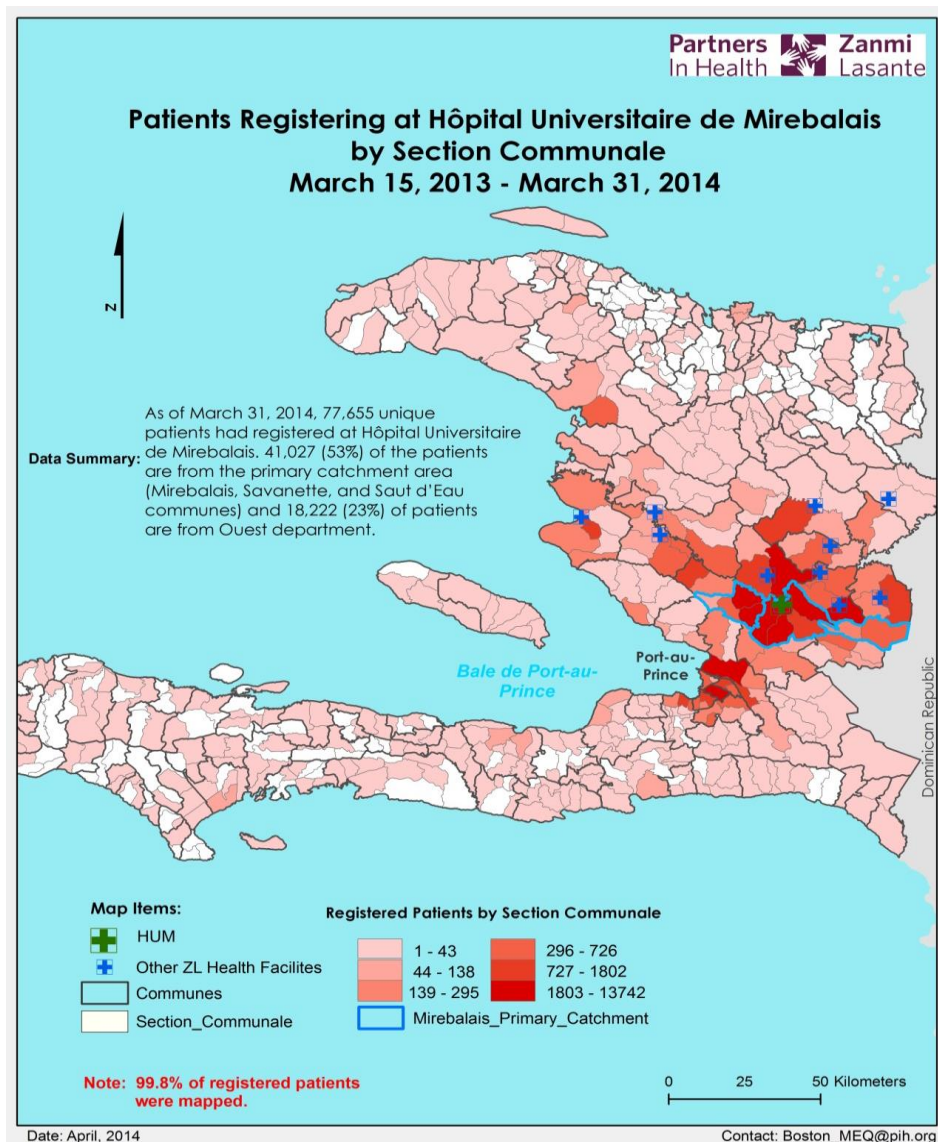 Partners
In Health
Zanmi
Lasante
Patients Registering at Hôpital Universitaire de Mirebalais
by Section Communale
March 15, 2013 - March 31, 2014
N
As of March 31, 2014, 77,655 unique
patients had registered at Hôpital Universitaire
de Mirebalais. 41,027 (53%) of the patients
Data Summary: are from the primary catchment area
(Mirebalais, Savanette, and Saut d'Eau
communes) and 18,222 (23%) of patients
are from Ouest department.
Port-au-
Prince
Bale de Port-au-
Prince
Dominican Republic
Map Items:
HUM
Other ZL Health Facilites
Communes
Section_Communale
Registered Patients by Section Communale
1 - 43
44 - 138
139 - 295
296 - 726
727 - 1802
1803 - 13742
Mirebalais_Primary_Catchment
Note: 99.8% of registered patients
were mapped.
0 25 50 Kilometers
Date: April, 2014
Contact: Boston_MEQ@pih.org